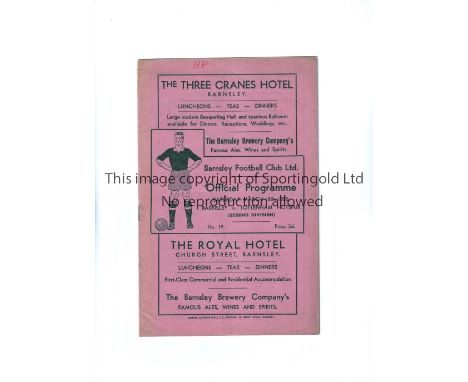 BP
THE THREE CRANES HOTEL
BARNSLEY.
LUNCHEONS — TEAS — DINNERS
Large modern Banqueting Hall and spacious Ballroom
available for Dinners, Receptions, Weddings, etc.
The Barnsley Brewery Company's
Famous Ales, Wines and Spirits.
Barnsley Football Club Ltd.
This image is copyright of Sportingold Ltd
Official Programme
No reproduction allowed
BARNSLEY v. TOTTENHAM HOTSPUR
(SECOND DIVISION)
No. 19. Price 2d.
THE ROYAL HOTEL
CHURCH STREET, BARNSLEY.
LUNCHEONS — TEAS — DINNERS
First-Class Commercial and Residential Accommodation
The Barnsley Brewery Company's
FAMOUS ALES, WINES AND SPIRITS.